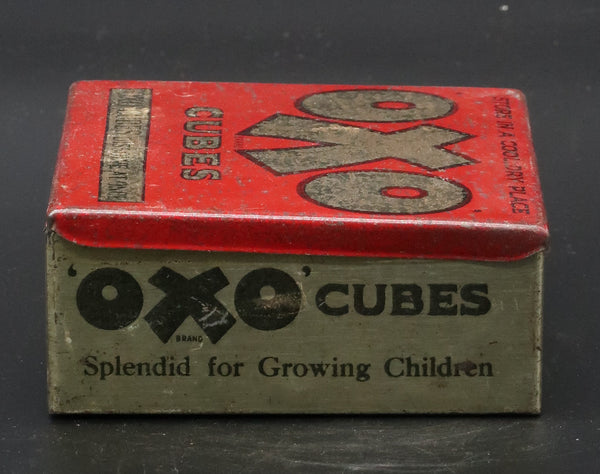 STORE IN A COOL DRY PLACE
OXO
CUBES
'OXO' CUBES
BRAND
Splendid for Growing Children